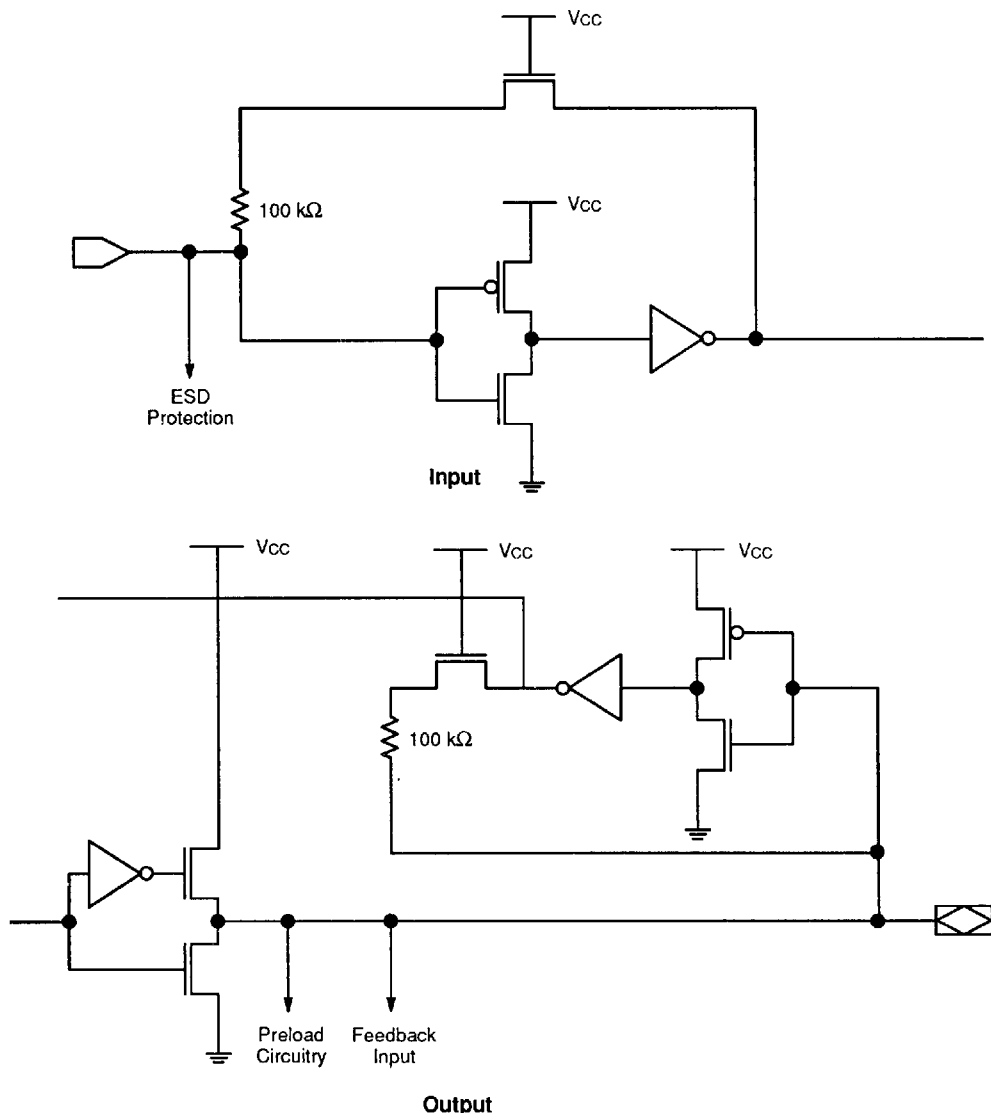 VCC
100 kΩ
VCC
ESD
Protection
Input
VCC
VCC
VCC
100 kΩ
Preload
Circuitry
Feedback
Input
Output